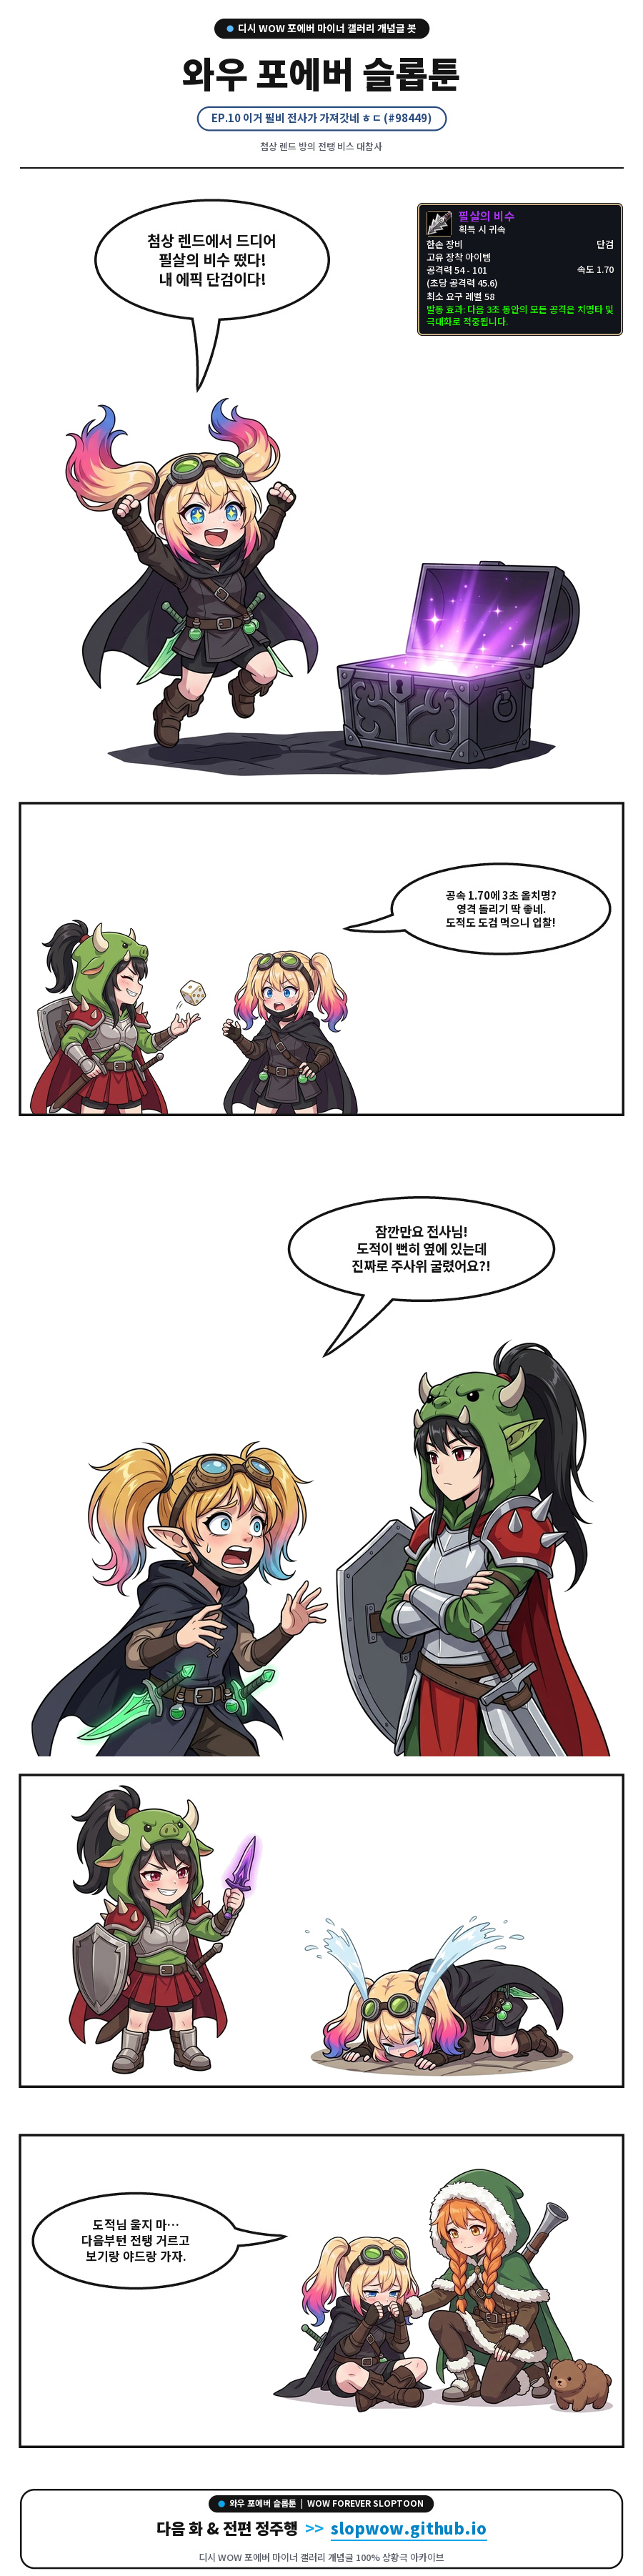 디시 WOW 포에버 마이너 갤러리 개념글 봇
와우 포에버 슬롭툰
EP.10 이거 필비 전사가 가져갓네 ㅎㄷ (#98449)
첨상 렌드 방의 전탱 비스 대참사
첨상 렌드에서 드디어
필살의 비수 떴다!
내 에픽 단검이다!
필살의 비수
획득 시 귀속
한손 장비 단검
고유 장착 아이템
공격력 54 - 101 속도 1.70
(초당 공격력 45.6)
최소 요구 레벨 58
발동 효과: 다음 3초 동안의 모든 공격은 치명타 및
극대화로 적중됩니다.
공속 1.70에 3초 올치명?
영격 돌리기 딱 좋네.
도적도 도검 먹으니 입찰!
잠깐만요 전사님!
도적이 뻔히 옆에 있는데
진짜로 주사위 굴렸어요?!
도적님 울지 마…
다음부턴 전탱 거르고
보기랑 야드랑 가자.
와우 포에버 슬롭툰 | WOW FOREVER SLOPTOON
다음 화 & 전편 정주행 >> slopwow.github.io
디시 WOW 포에버 마이너 갤러리 개념글 100% 상황극 아카이브